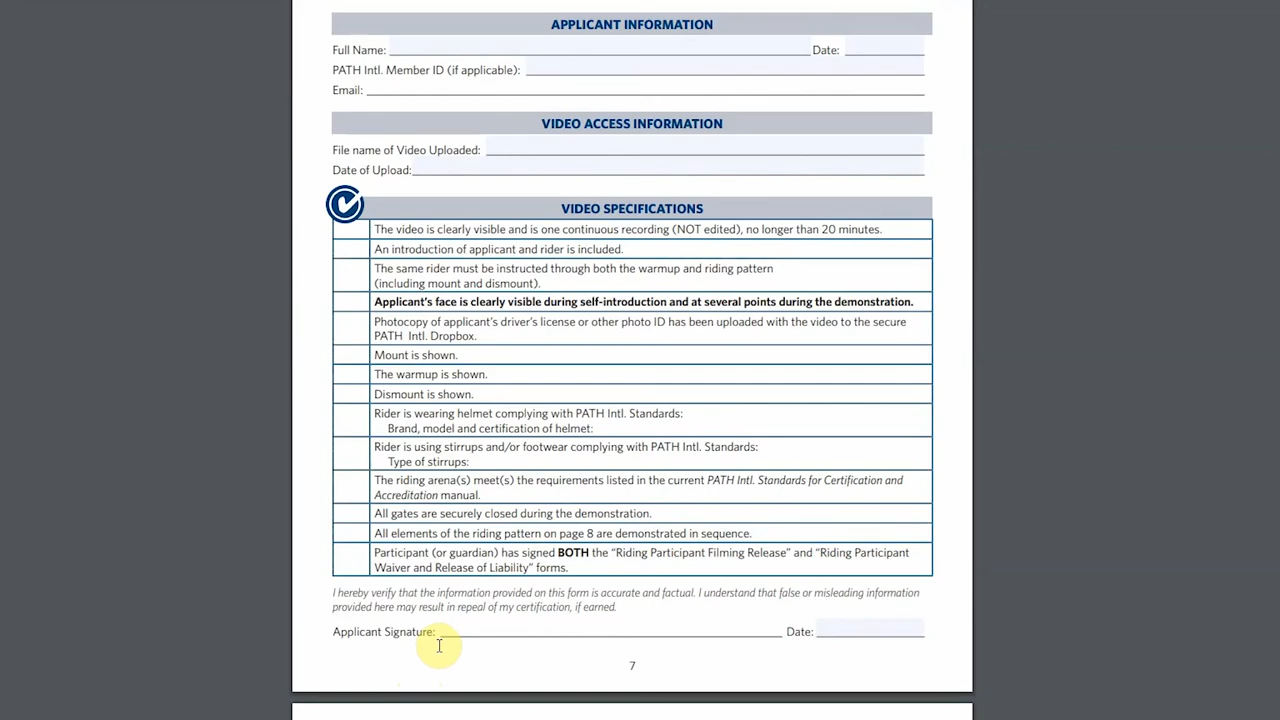 APPLICANT INFORMATION
Full Name: Date:
PATH Intl. Member ID (if applicable):
Email:
VIDEO ACCESS INFORMATION
File name of Video Uploaded:
Date of Upload:
VIDEO SPECIFICATIONS
The video is clearly visible and is one continuous recording (NOT edited), no longer than 20 minutes.
An introduction of applicant and rider is included.
The same rider must be instructed through both the warmup and riding pattern
(including mount and dismount).
Applicant's face is clearly visible during self-introduction and at several points during the demonstration.
Photocopy of applicant's driver's license or other photo ID has been uploaded with the video to the secure
PATH Intl. Dropbox.
Mount is shown.
The warmup is shown.
Dismount is shown.
Rider is wearing helmet complying with PATH Intl. Standards:
Brand, model and certification of helmet:
Rider is using stirrups and/or footwear complying with PATH Intl. Standards:
Type of stirrups:
The riding arena(s) meet(s) the requirements listed in the current PATH Intl. Standards for Certification and
Accreditation manual.
All gates are securely closed during the demonstration.
All elements of the riding pattern on page 8 are demonstrated in sequence.
Participant (or guardian) has signed BOTH the “Riding Participant Filming Release” and “Riding Participant
Waiver and Release of Liability” forms.
I hereby verify that the information provided on this form is accurate and factual. I understand that false or misleading information
provided here may result in repeal of my certification, if earned.
Applicant Signature: Date:
7